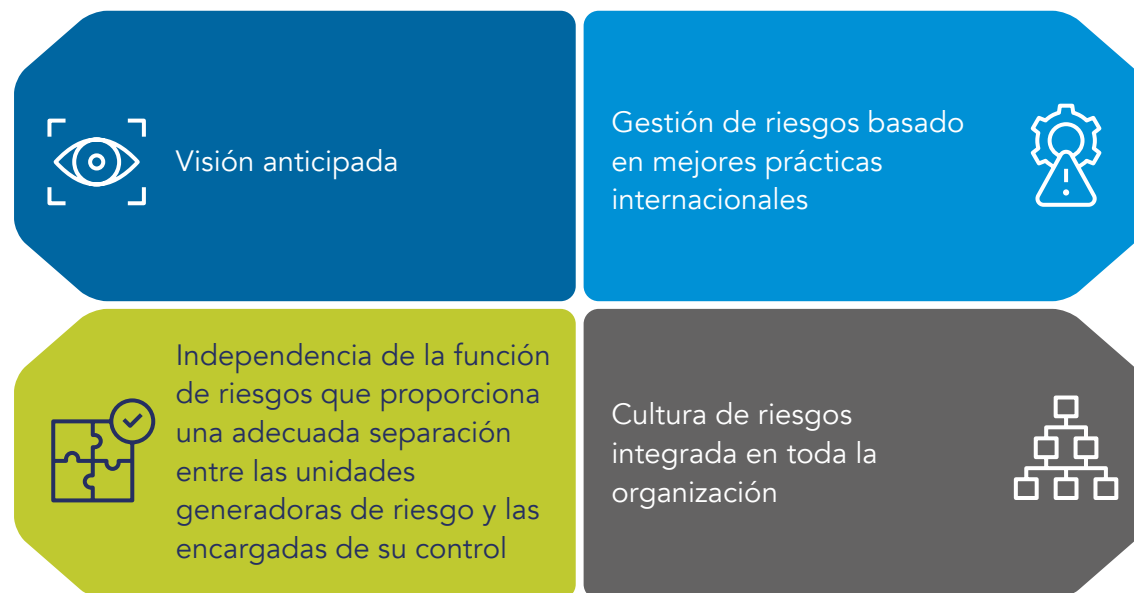 Visión anticipada
Gestión de riesgos basado
en mejores prácticas
internacionales
Independencia de la función
de riesgos que proporciona
una adecuada separación
entre las unidades
generadoras de riesgo y las
encargadas de su control
Cultura de riesgos
integrada en toda la
organización